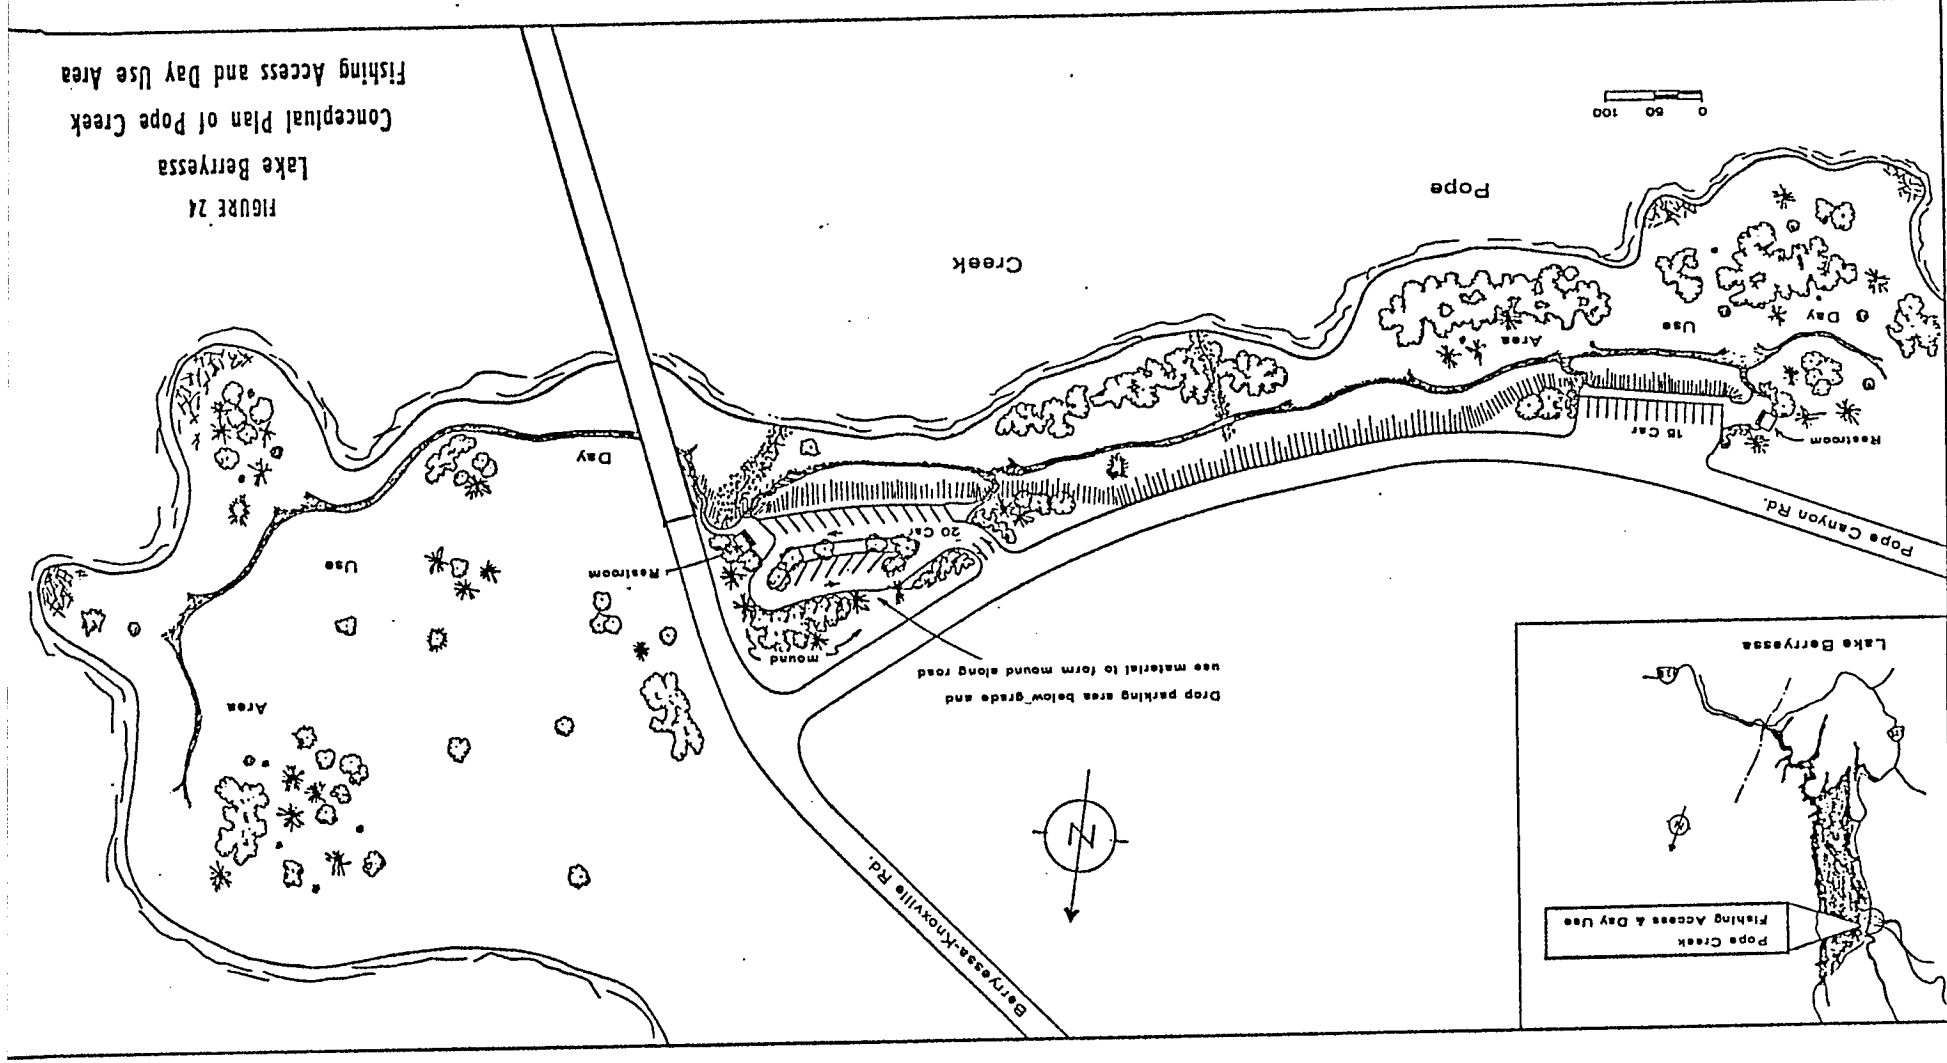 Pope Creek
Fishing Access & Day Use
N
Lake Berryessa
Berryessa-Knoxville Rd.
N
Drop parking area below grade and
use material to form mound along road
mound
Area
Restroom
Use
20 Car
Day
Pope Canyon Rd.
Restroom
15 Car
Day
Use
Area
Creek
Pope
0 50 100
FIGURE 24
Lake Berryessa
Conceptual Plan of Pope Creek
Fishing Access and Day Use Area